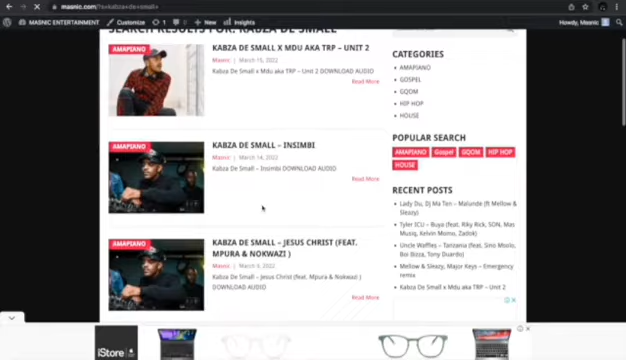 masnic.com/?s=kabza+de+small+
MASNIC ENTERTAINMENT
Customize
1
New
Insights
Howdy, Masnic
SEARCH RESULTS FOR: KABZA DE SMALL
AMAPIANO
KABZA DE SMALL X MDU AKA TRP – UNIT 2
Masnic | March 15, 2022
Kabza De Small x Mdu aka TRP – Unit 2 DOWNLOAD AUDIO
Read More
AMAPIANO
KABZA DE SMALL – INSIMBI
Masnic | March 14, 2022
Kabza De Small – Insimbi DOWNLOAD AUDIO
Read More
AMAPIANO
KABZA DE SMALL – JESUS CHRIST (FEAT.
MPURA & NOKWAZI )
Masnic | March 9, 2022
Kabza De Small – Jesus Christ (feat. Mpura & Nokwazi )
DOWNLOAD AUDIO
Read More
CATEGORIES
AMAPIANO
GOSPEL
GQOM
HIP HOP
HOUSE
POPULAR SEARCH
AMAPIANO Gospel GQOM HIP HOP
HOUSE
RECENT POSTS
Lady Du, Dj Ma Ten – Malunde (ft Mellow &
Sleazy)
Tyler ICU – Buya (feat. Riky Rick, SON, Mas
Musiq, Kelvin Momo, Zadok)
Uncle Waffles – Tanzania (feat. Sino Msolo,
Boi Bizza, Tony Duardo)
Mellow & Sleazy, Major Keys – Emergency
remix
Kabza De Small x Mdu aka TRP – Unit 2
iStore